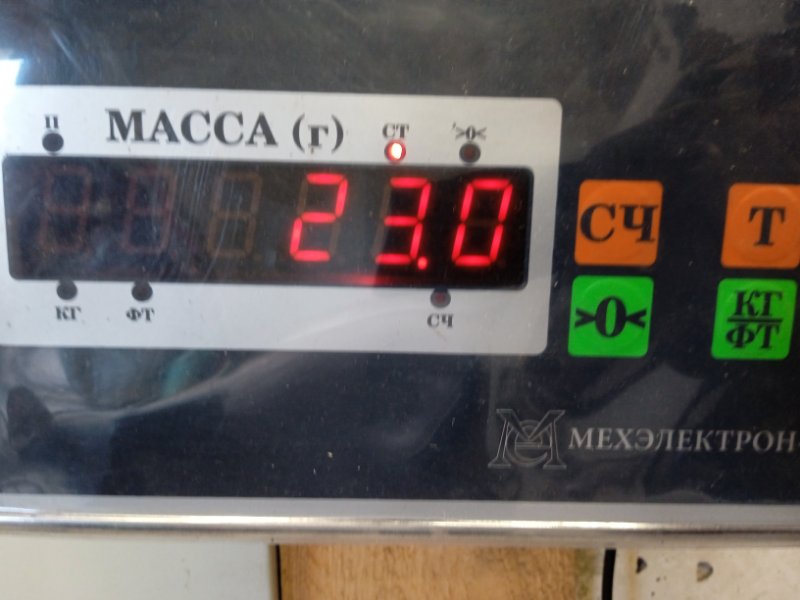 П МАССА (г) СТ >0<
23.0
КГ ФТ СЧ
СЧ Т
>0< КГ/ФТ
МЕХЭЛЕКТРОН